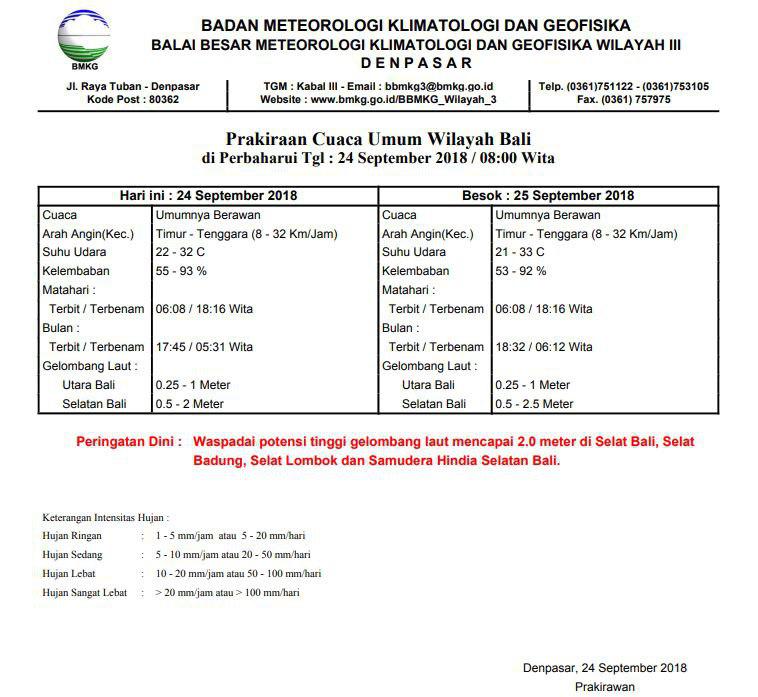 BMKG
BADAN METEOROLOGI KLIMATOLOGI DAN GEOFISIKA
BALAI BESAR METEOROLOGI KLIMATOLOGI DAN GEOFISIKA WILAYAH III
DENPASAR
Jl. Raya Tuban - Denpasar TGM : Kabal III - Email : bbmkg3@bmkg.go.id Telp. (0361)751122 - (0361)753105
Kode Post : 80362 Website : www.bmkg.go.id/BBMKG_Wilayah_3 Fax. (0361) 757975
Prakiraan Cuaca Umum Wilayah Bali
di Perbaharui Tgl : 24 September 2018 / 08:00 Wita
Hari ini : 24 September 2018 Besok : 25 September 2018
Cuaca Umumnya Berawan Cuaca Umumnya Berawan
Arah Angin(Kec.) Timur - Tenggara (8 - 32 Km/Jam) Arah Angin(Kec.) Timur - Tenggara (8 - 32 Km/Jam)
Suhu Udara 22 - 32 C Suhu Udara 21 - 33 C
Kelembaban 55 - 93 % Kelembaban 53 - 92 %
Matahari : Matahari :
Terbit / Terbenam 06:08 / 18:16 Wita Terbit / Terbenam 06:08 / 18:16 Wita
Bulan : Bulan :
Terbit / Terbenam 17:45 / 05:31 Wita Terbit / Terbenam 18:32 / 06:12 Wita
Gelombang Laut : Gelombang Laut :
Utara Bali 0.25 - 1 Meter Utara Bali 0.25 - 1 Meter
Selatan Bali 0.5 - 2 Meter Selatan Bali 0.5 - 2.5 Meter
Peringatan Dini : Waspadai potensi tinggi gelombang laut mencapai 2.0 meter di Selat Bali, Selat
Badung, Selat Lombok dan Samudera Hindia Selatan Bali.
Keterangan Intensitas Hujan :
Hujan Ringan : 1 - 5 mm/jam atau 5 - 20 mm/hari
Hujan Sedang : 5 - 10 mm/jam atau 20 - 50 mm/hari
Hujan Lebat : 10 - 20 mm/jam atau 50 - 100 mm/hari
Hujan Sangat Lebat : > 20 mm/jam atau > 100 mm/hari
Denpasar, 24 September 2018
Prakirawan